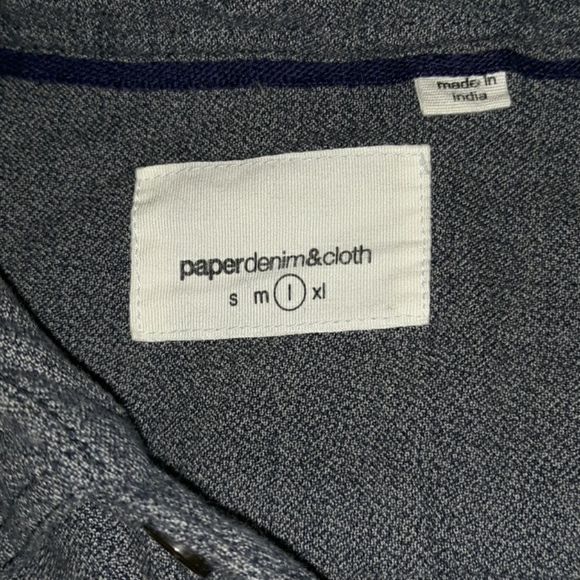 made in
india
paperdenim&cloth
s m l xl